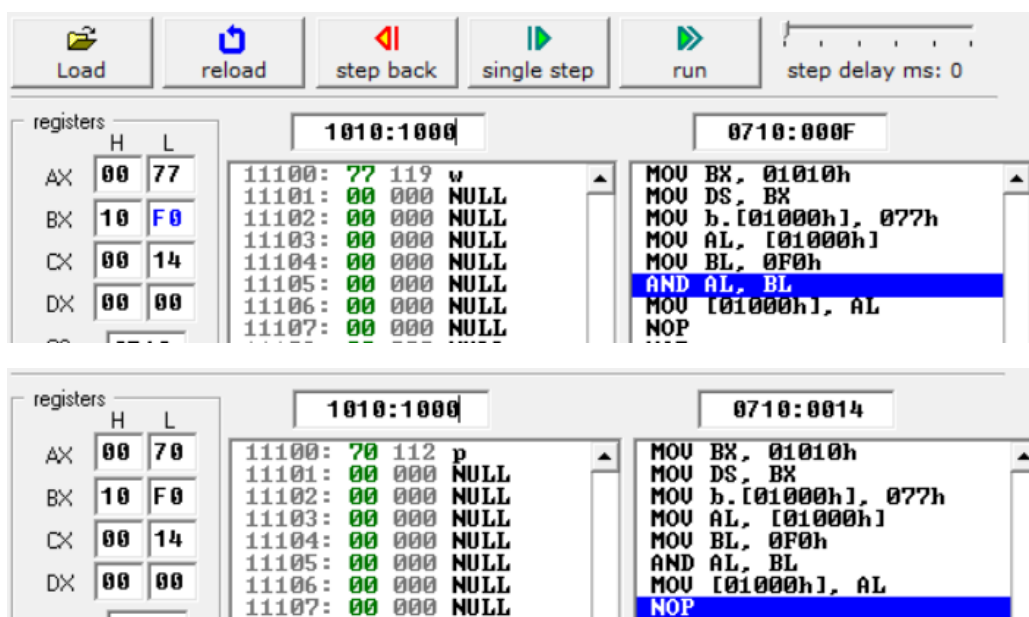 Load reload step back single step run step delay ms: 0
registers
H L
1010:1000
0710:000F
AX 00 77
BX 10 F0
CX 00 14
DX 00 00
11100: 77 119 w
11101: 00 000 NULL
11102: 00 000 NULL
11103: 00 000 NULL
11104: 00 000 NULL
11105: 00 000 NULL
11106: 00 000 NULL
11107: 00 000 NULL
MOV BX, 01010h
MOV DS, BX
MOV b.[01000h], 077h
MOV AL, [01000h]
MOV BL, 0F0h
AND AL, BL
MOV [01000h], AL
NOP
registers
H L
1010:1000
0710:0014
AX 00 70
BX 10 F0
CX 00 14
DX 00 00
11100: 70 112 p
11101: 00 000 NULL
11102: 00 000 NULL
11103: 00 000 NULL
11104: 00 000 NULL
11105: 00 000 NULL
11106: 00 000 NULL
11107: 00 000 NULL
MOV BX, 01010h
MOV DS, BX
MOV b.[01000h], 077h
MOV AL, [01000h]
MOV BL, 0F0h
AND AL, BL
MOV [01000h], AL
NOP